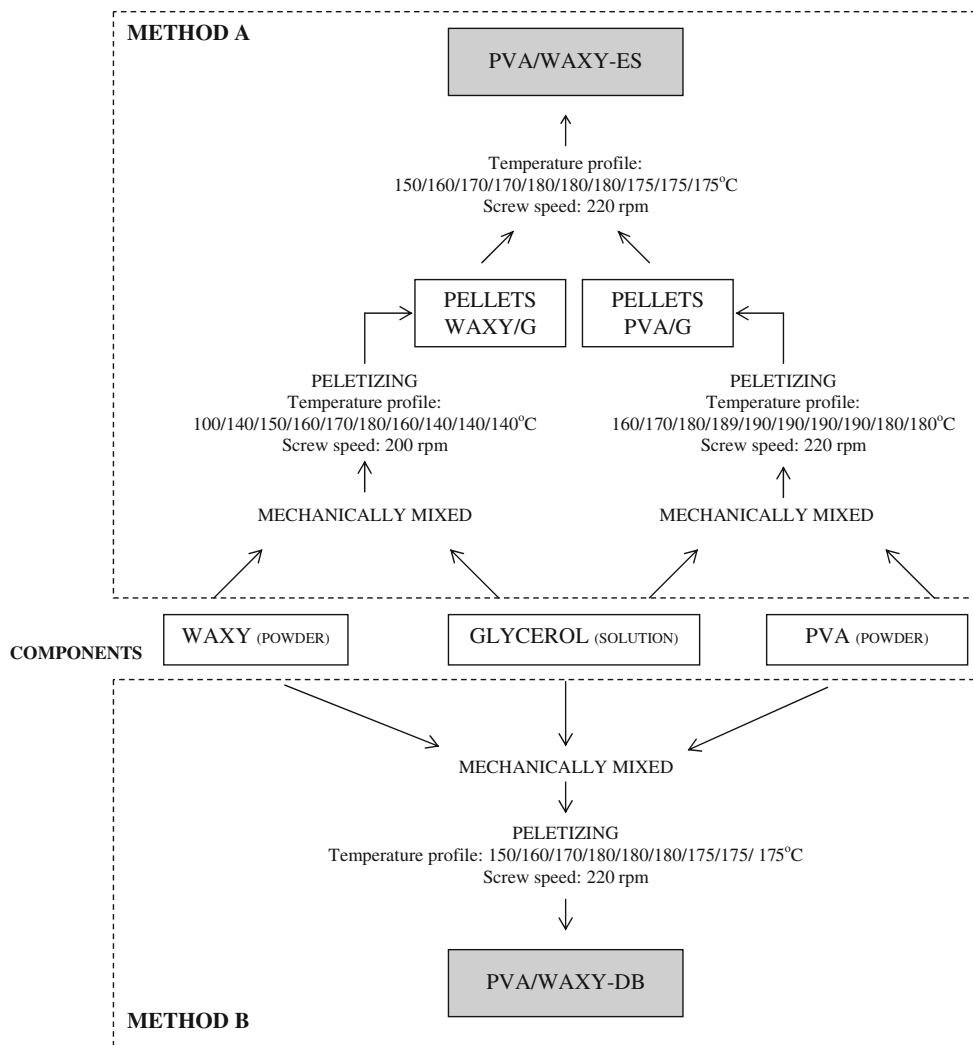 METHOD A
PVA/WAXY-ES
Temperature profile:
150/160/170/170/180/180/180/175/175/175°C
Screw speed: 220 rpm
PELLETS
WAXY/G
PELLETS
PVA/G
PELETIZING
Temperature profile:
100/140/150/160/170/180/160/140/140/140°C
Screw speed: 200 rpm
PELETIZING
Temperature profile:
160/170/180/189/190/190/190/190/180/180°C
Screw speed: 220 rpm
MECHANICALLY MIXED
MECHANICALLY MIXED
COMPONENTS
WAXY (POWDER)
GLYCEROL (SOLUTION)
PVA (POWDER)
MECHANICALLY MIXED
PELETIZING
Temperature profile: 150/160/170/180/180/180/175/175/ 175°C
Screw speed: 220 rpm
PVA/WAXY-DB
METHOD B